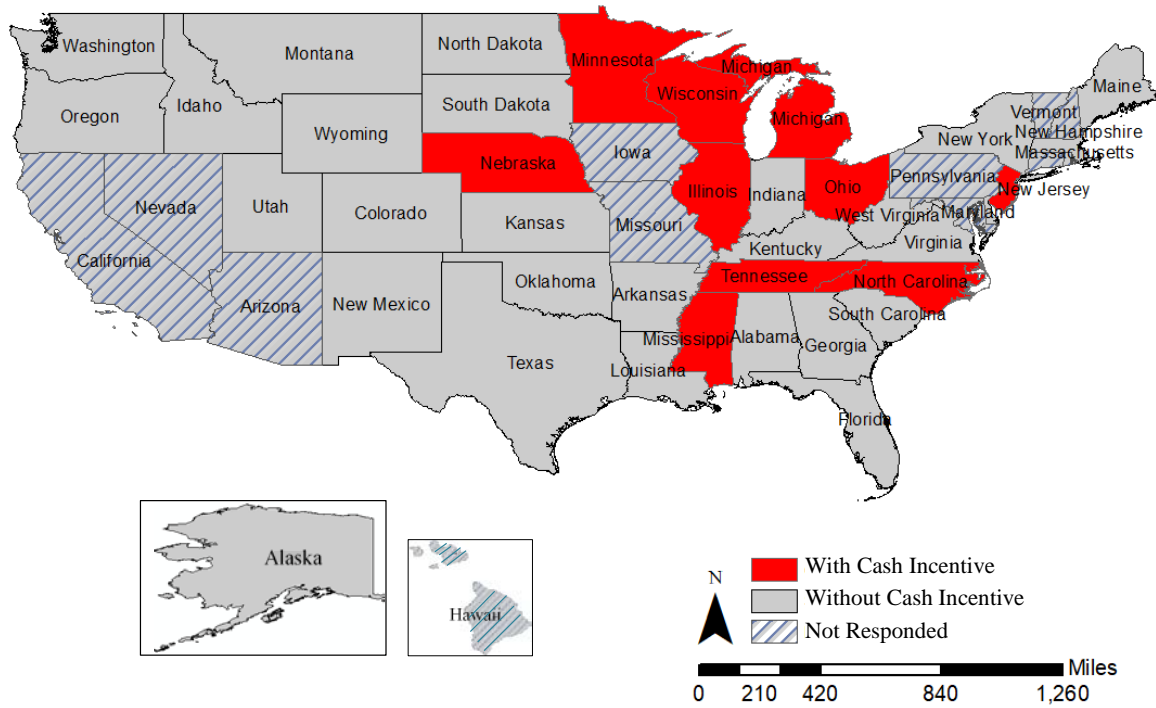 Washington
Montana
North Dakota
Minnesota
Michigan
Maine
Oregon
Idaho
South Dakota
Wisconsin
Michigan
Vermont
New Hampshire
Wyoming
New York
Massachusetts
Nebraska
Iowa
Pennsylvania
Nevada
Utah
Colorado
Illinois
Indiana
Ohio
New Jersey
Kansas
Missouri
West Virginia
Maryland
California
Kentucky
Virginia
Arizona
New Mexico
Oklahoma
Arkansas
Tennessee
North Carolina
South Carolina
Texas
Mississippi
Alabama
Georgia
Louisiana
Florida
Alaska
Hawaii
With Cash Incentive
N
Without Cash Incentive
Not Responded
Miles
0 210 420 840 1,260